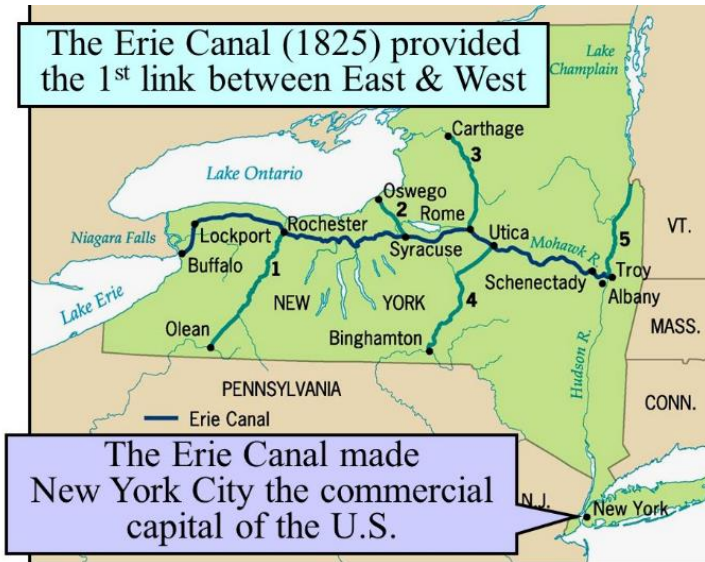 The Erie Canal (1825) provided
the 1st link between East & West
Lake
Champlain
Carthage
3
Lake Ontario
Oswego
2
Rome
Rochester
Utica
Lockport
Syracuse
Mohawk R.
5
VT.
Niagara Falls
Buffalo
1
Schenectady
Troy
Albany
Lake Erie
NEW
YORK
4
MASS.
Olean
Binghamton
Hudson R.
PENNSYLVANIA
CONN.
Erie Canal
The Erie Canal made
New York City the commercial
capital of the U.S.
N.J.
New York